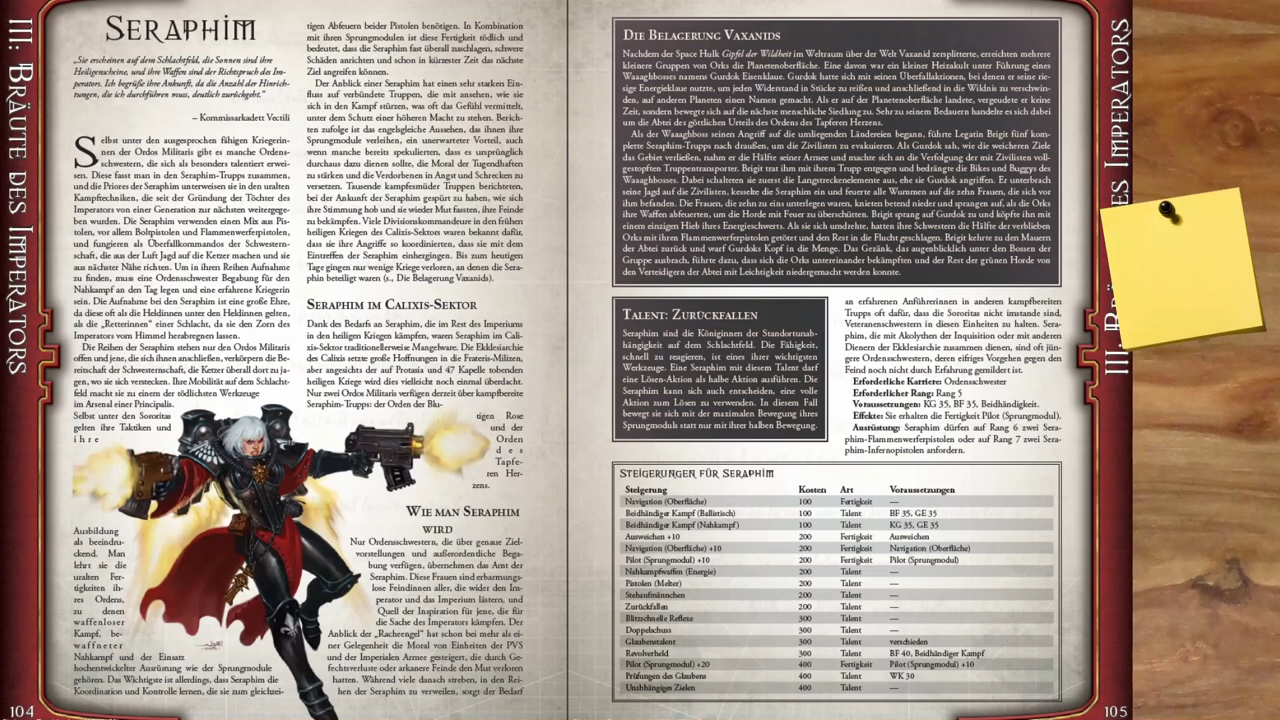 III: Bräute des Imperators
Seraphim
„Sie erscheinen auf dem Schlachtfeld, die Sonnen sind ihre
Heiligenscheine, und ihre Waffen sind der Richtspruch des Im-
perators. Ich begrüße ihre Ankunft, da die Anzahl der Hinrich-
tungen, die ich durchführen muss, deutlich zurückgeht.“
– Kommissarkadett Vectili
Selbst unter den ausgesprochen fähigen Kriegerin-
nen der Ordos Militaris gibt es manche Ordens-
schwestern, die sich als besonders talentiert erwei-
sen. Diese fasst man in den Seraphim-Trupps zusammen,
und die Priores der Seraphim unterweisen sie in den uralten
Kampftechniken, die seit der Gründung der Töchter des
Imperators von einer Generation zur nächsten weitergege-
ben wurden. Die Seraphim verwenden einen Mix aus Pis-
tolen, vor allem Boltpistolen und Flammenwerferpistolen,
und fungieren als Überfallkommandos der Schwestern-
schaft, die aus der Luft Jagd auf die Ketzer machen und sie
aus nächster Nähe richten. Um in ihren Reihen Aufnahme
zu finden, muss eine Ordensschwester Begabung für den
Nahkampf an den Tag legen und eine erfahrene Kriegerin
sein. Die Aufnahme bei den Seraphim ist eine große Ehre,
da diese oft als die Heldinnen unter den Heldinnen gelten,
als die „Retterinnen“ einer Schlacht, da sie den Zorn des
Imperators vom Himmel herabregnen lassen.
Die Reihen der Seraphim stehen nur den Ordos Militaris
offen und jene, die sich ihnen anschließen, verkörpern die Be-
reitschaft der Schwesternschaft, die Ketzer überall dort zu ja-
gen, wo sie sich verstecken. Ihre Mobilität auf dem Schlacht-
feld macht sie zu einem der tödlichsten Werkzeuge
im Arsenal einer Principalis.
Selbst unter den Sororitas
gelten ihre Taktiken und
ihre
Ausbildung
als beeindru-
ckend. Man
lehrt sie die
uralten Fer-
tigkeiten ih-
res Ordens,
zu denen
waffenloser
Kampf, be-
waffneter
Nahkampf und der Einsatz
hochentwickelter Ausrüstung wie der Sprungmodule
gehören. Das Wichtigste ist allerdings, dass Seraphim die
Koordination und Kontrolle lernen, die sie zum gleichzei-
tigen Abfeuern beider Pistolen benötigen. In Kombination
mit ihren Sprungmodulen ist diese Fertigkeit tödlich und
bedeutet, dass die Seraphim fast überall zuschlagen, schwere
Schäden anrichten und schon in kürzester Zeit das nächste
Ziel angreifen können.
Der Anblick einer Seraphim hat einen sehr starken Ein-
fluss auf verbündete Truppen, die mit ansehen, wie sie
sich in den Kampf stürzen, was oft das Gefühl vermittelt,
unter dem Schutz einer höheren Macht zu stehen. Berich-
ten zufolge ist das engelsgleiche Aussehen, das ihnen ihre
Sprungmodule verleihen, ein unerwarteter Vorteil, auch
wenn manche bereits spekulierten, dass es ursprünglich
durchaus dazu dienen sollte, die Moral der Tugendhaften
zu stärken und die Verdorbenen in Angst und Schrecken zu
versetzen. Tausende kampfesmüder Truppen berichteten,
bei der Ankunft der Seraphim gespürt zu haben, wie sich
ihre Stimmung hob und sie wieder Mut fassten, ihre Feinde
zu bekämpfen. Viele Divisionskommandeure in den frühen
heiligen Kriegen des Calixis-Sektors waren bekannt dafür,
dass sie ihre Angriffe so koordinierten, dass sie mit dem
Eintreffen der Seraphim einhergingen. Bis zum heutigen
Tage gingen nur wenige Kriege verloren, an denen die Sera-
phin beteiligt waren (s., Die Belagerung Vaxanids).
Seraphim im Calixis-Sektor
Dank des Bedarfs an Seraphim, die im Rest des Imperiums
in den heiligen Kriegen kämpfen, waren Seraphim im Cali-
xis-Sektor traditionellerweise Mangelware. Die Ekklesiarchie
des Calixis setzte große Hoffnungen in die Frateris-Milizen,
aber angesichts der auf Protasia und 47 Kapelle tobenden
heiligen Kriege wird dies vielleicht noch einmal überdacht.
Nur zwei Ordos Militaris verfügen derzeit über kampfbereite
Seraphim-Trupps: der Orden der Blu-
tigen Rose
und der
Orden
des
Tapfe-
ren Her-
zens.
Wie man Seraphim
wird
Nur Ordensschwestern, die über genaue Ziel-
vorstellungen und außerordentliche Bega-
bung verfügen, übernehmen das Amt der
Seraphim. Diese Frauen sind erbarmungs-
lose Feindinnen aller, die wider den Im-
perator und das Imperium lästern, und
Quell der Inspiration für jene, die für
die Sache des Imperators kämpfen. Der
Anblick der „Racheengel“ hat schon bei mehr als ei-
ner Gelegenheit die Moral von Einheiten der PVS
und der Imperialen Armee gesteigert, die durch Ge-
fechtsverluste oder arkanere Feinde den Mut verloren
hatten. Während viele danach streben, in den Rei-
hen der Seraphim zu verweilen, sorgt der Bedarf
104
Die Belagerung Vaxanids
Nachdem der Space Hulk Gipfel der Wildheit im Weltraum über der Welt Vaxanid zersplitterte, erreichten mehrere
kleinere Gruppen von Orks die Planetenoberfläche. Eine davon war ein kleiner Heizakult unter Führung eines
Waaaghbosses namens Gurdok Eisenklaue. Gurdok hatte sich mit seinen Überfallaktionen, bei denen er seine rie-
sige Energieklaue nutzte, um jeden Widerstand in Stücke zu reißen und anschließend in die Wildnis zu verschwin-
den, auf anderen Planeten einen Namen gemacht. Als er auf der Planetenoberfläche landete, vergeudete er keine
Zeit, sondern bewegte sich auf die nächste menschliche Siedlung zu. Sehr zu seinem Bedauern handelte es sich dabei
um die Abtei des göttlichen Urteils des Ordens des Tapferen Herzens.
Als der Waaaghboss seinen Angriff auf die umliegenden Ländereien begann, führte Legatin Brigit fünf kom-
plette Seraphim-Trupps nach draußen, um die Zivilisten zu evakuieren. Als Gurdok sah, wie die weicheren Ziele
das Gebiet verließen, nahm er die Hälfte seiner Armee und machte sich an die Verfolgung der mit Zivilisten voll-
gestopften Truppentransporter. Brigit trat ihm mit ihrem Trupp entgegen und bedrängte die Bikes und Buggys des
Waaaghbosses. Dabei schalteten sie zuerst die Langstreckenelemente aus, ehe sie Gurdok angriffen. Er unterbrach
seine Jagd auf die Zivilisten, kesselte die Seraphim ein und feuerte alle Wummen auf die zehn Frauen, die sich vor
ihm befanden. Die Frauen, die zehn zu eins unterlegen waren, knieten betend nieder und sprangen auf, als die Orks
ihre Waffen abfeuerten, um die Horde mit Feuer zu überschütten. Brigit sprang auf Gurdok zu und köpfte ihn mit
einem einzigen Hieb ihres Energieschwerts. Als sie sich umdrehte, hatten ihre Schwestern die Hälfte der verblieben
Orks mit ihren Flammenwerferpistolen getötet und den Rest in die Flucht geschlagen. Brigit kehrte zu den Mauern
der Abtei zurück und warf Gurdoks Kopf in die Menge. Das Gezänk, das augenblicklich unter den Bossen der
Gruppe ausbrach, führte dazu, dass sich die Orks untereinander bekämpften und der Rest der grünen Horde von
den Verteidigern der Abtei mit Leichtigkeit niedergemacht werden konnte.
Talent: Zurückfallen
Seraphim sind die Königinnen der Standortunab-
hängigkeit auf dem Schlachtfeld. Die Fähigkeit,
schnell zu reagieren, ist eines ihrer wichtigsten
Werkzeuge. Eine Seraphim mit diesem Talent darf
eine Lösen-Aktion als halbe Aktion ausführen. Die
Seraphim kann sich auch entscheiden, eine volle
Aktion zum Lösen zu verwenden. In diesem Fall
bewegt sie sich mit der maximalen Bewegung ihres
Sprungmoduls statt nur mit ihrer halben Bewegung.
an erfahrenen Anführerinnen in anderen kampfbereiten
Trupps oft dafür, dass die Sororitas nicht imstande sind,
Veteranenschwestern in diesen Einheiten zu halten. Sera-
phim, die mit Akolythen der Inquisition oder mit anderen
Dienern der Ekklesiarchie zusammen dienen, sind oft jün-
gere Ordensschwestern, deren eifriges Vorgehen gegen den
Feind noch nicht durch Erfahrung gemildert ist.
Erforderliche Karriere: Ordensschwester
Erforderlicher Rang: Rang 5
Voraussetzungen: KG 35, BF 35, Beidhändigkeit.
Effekte: Sie erhalten die Fertigkeit Pilot (Sprungmodul).
Ausrüstung: Seraphim dürfen auf Rang 6 zwei Sera-
phim-Flammenwerferpistolen oder auf Rang 7 zwei Sera-
phim-Infernopistolen anfordern.
Steigerungen für Seraphim
Steigerung Kosten Art Voraussetzungen
Navigation (Oberfläche) 100 Fertigkeit —
Beidhändiger Kampf (Ballistisch) 100 Talent BF 35, GE 35
Beidhändiger Kampf (Nahkampf) 100 Talent KG 35, GE 35
Ausweichen +10 200 Fertigkeit Ausweichen
Navigation (Oberfläche) +10 200 Fertigkeit Navigation (Oberfläche)
Pilot (Sprungmodul) +10 200 Fertigkeit Pilot (Sprungmodul)
Nahkampfwaffen (Energie) 200 Talent —
Pistolen (Melter) 200 Talent —
Stehaufmännchen 200 Talent —
Zurückfallen 200 Talent —
Blitzschnelle Reflexe 300 Talent —
Doppelschuss 300 Talent —
Glaubenstalent 300 Talent verschieden
Revolverheld 300 Talent BF 40, Beidhändiger Kampf
Pilot (Sprungmodul) +20 400 Fertigkeit Pilot (Sprungmodul) +10
Prüfungen des Glaubens 400 Talent WK 30
Unabhängiges Zielen 400 Talent —
III: Brä es Imperators
105